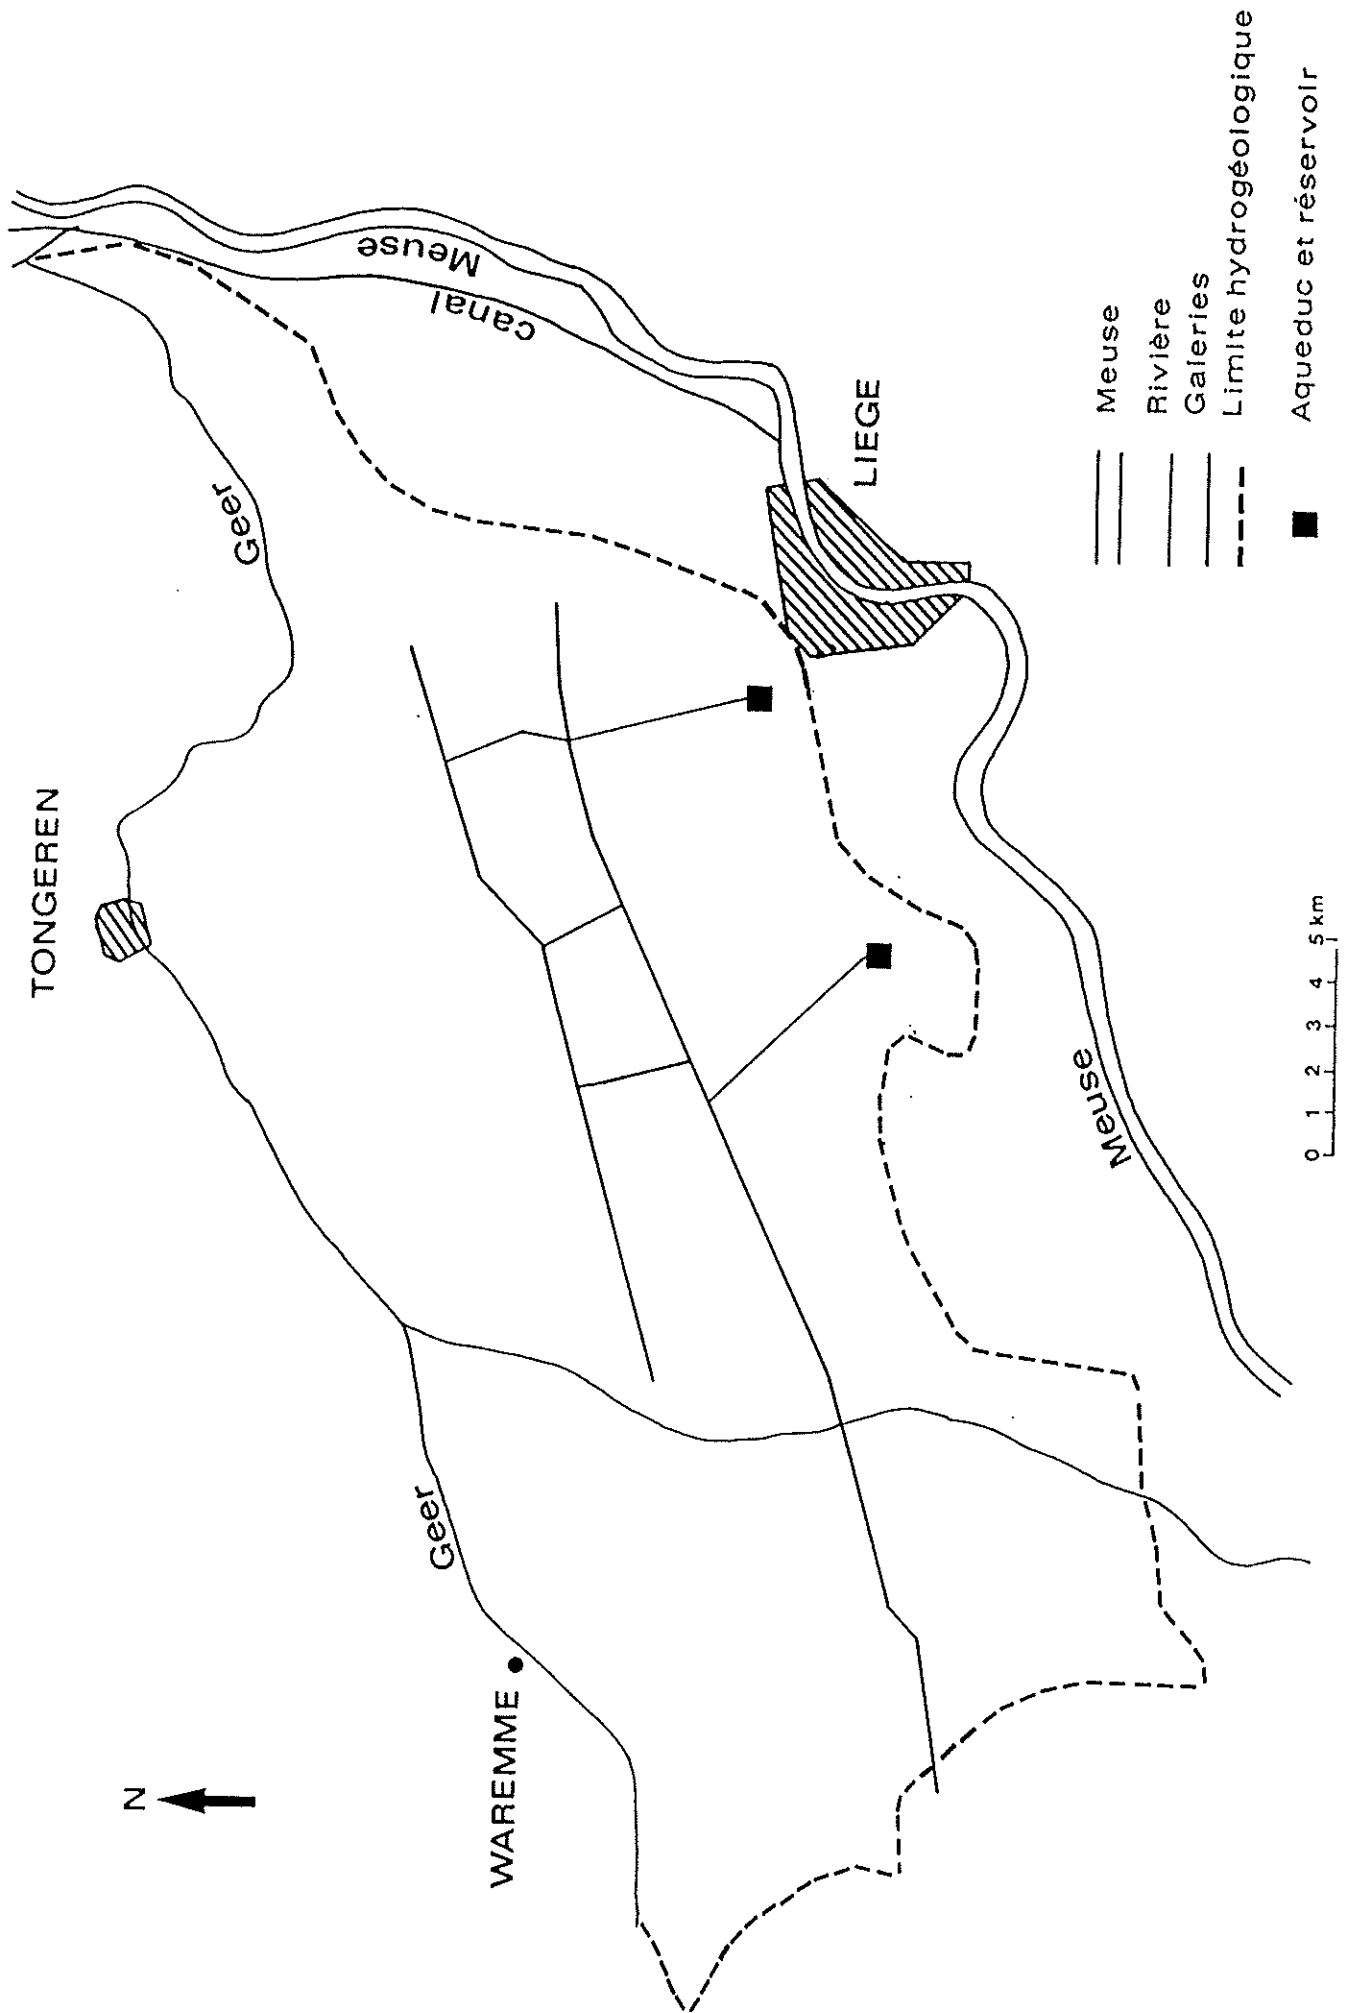 TONGEREN
Geer
canal
Meuse
N
WAREMME
Geer
LIEGE
Meuse
0 1 2 3 4 5 km
Meuse
Rivière
Galeries
Limite hydrogéologique
Aqueduc et réservoir